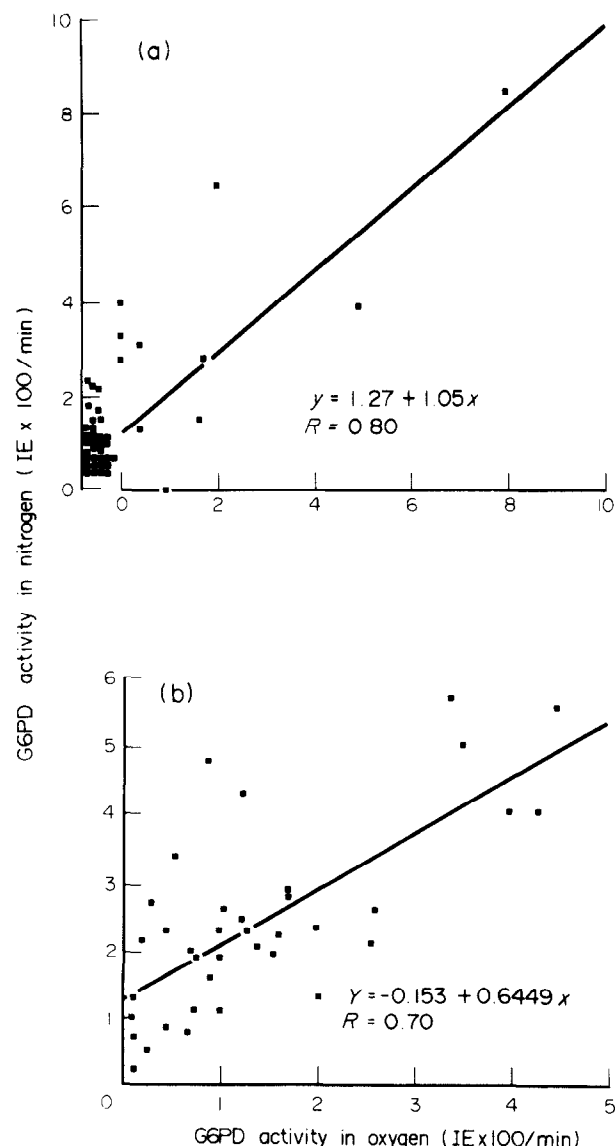 (a)
10
8
6
4
2
0
0 2 4 6 8 10
y = 1.27 + 1.05x
R = 0.80
G6PD activity in nitrogen (IE x 100/min)
(b)
6
5
4
3
2
1
0
0 1 2 3 4 5
Y = -0.153 + 0.6449x
R = 0.70
G6PD activity in oxygen (IEx100/min)